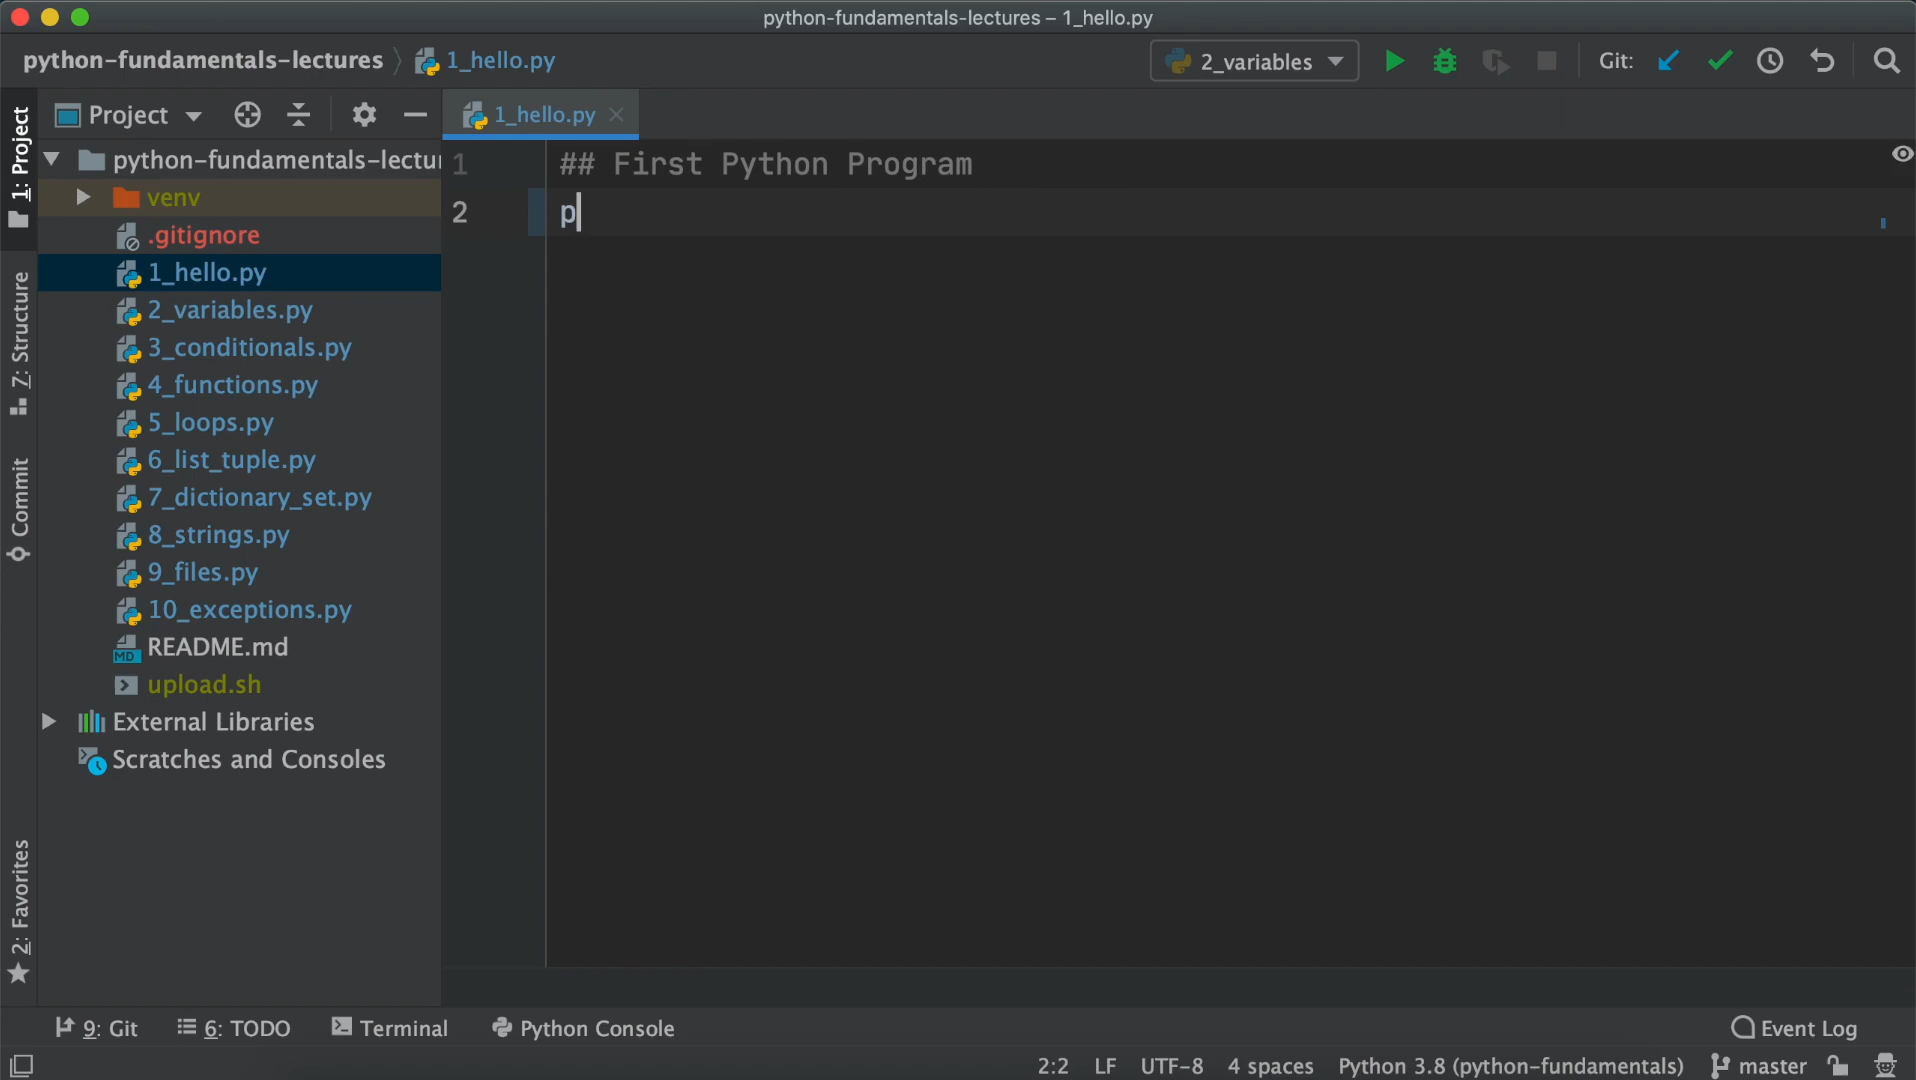 python-fundamentals-lectures – 1_hello.py
python-fundamentals-lectures 1_hello.py 2_variables Git:
Project 1_hello.py
1: Project
Z: Structure
Commit
2: Favorites
python-fundamentals-lectur
venv
.gitignore
1_hello.py
2_variables.py
3_conditionals.py
4_functions.py
5_loops.py
6_list_tuple.py
7_dictionary_set.py
8_strings.py
9_files.py
10_exceptions.py
MD README.md
upload.sh
External Libraries
Scratches and Consoles
1 ## First Python Program
2 p
9: Git 6: TODO Terminal Python Console Event Log
2:2 LF UTF-8 4 spaces Python 3.8 (python-fundamentals) master